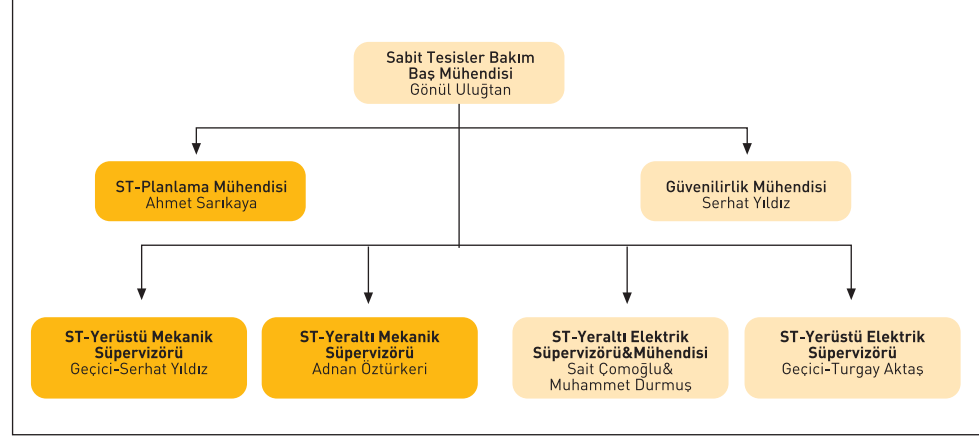 Sabit Tesisler Bakım
Baş Mühendisi
Gönül Uluğtan
ST-Planlama Mühendisi
Ahmet Sarıkaya
Güvenilirlik Mühendisi
Serhat Yıldız
ST-Yerüstü Mekanik
Süpervizörü
Geçici-Serhat Yıldız
ST-Yeraltı Mekanik
Süpervizörü
Adnan Öztürkeri
ST-Yeraltı Elektrik
Süpervizörü&Mühendisi
Sait Çomoğlu&
Muhammet Durmuş
ST-Yerüstü Elektrik
Süpervizörü
Geçici-Turgay Aktaş